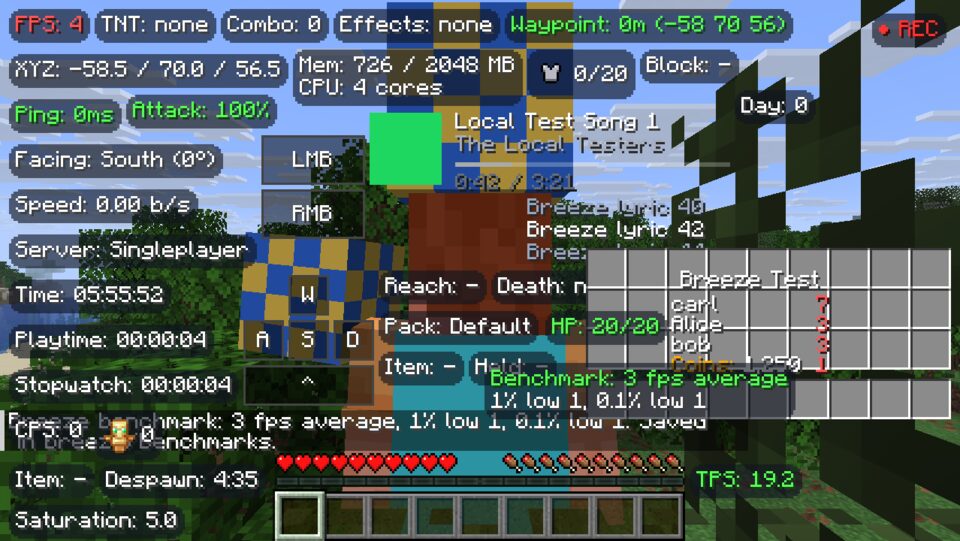 FPS: 4
TNT: none
Combo: 0
Effects: none
Waypoint: 0m (-58 70 56)
REC
XYZ: -58.5 / 70.0 / 56.5
Mem: 726 / 2048 MB
CPU: 4 cores
0/20
Block: -
Day: 0
Ping: 0ms
Attack: 100%
Local Test Song 1
The Local Testers
0:42 / 3:21
Facing: South (0°)
LMB
RMB
Speed: 0.00 b/s
Breeze lyric 40
Breeze lyric 42
Breeze lyric
Server: Singleplayer
Time: 05:55:52
W
A
S
D
^
Reach: -
Death: n
Breeze Test
carl 7
Alice 3
bob 3
Coins: 1,250 1
Playtime: 00:00:04
Pack: Default
HP: 20/20
Item: -
Held: -
Stopwatch: 00:00:04
Benchmark: 3 fps average
1% low 1, 0.1% low 1
Breeze benchmark: 3 fps average, 1% low 1, 0.1% low 1. Saved
in breeze benchmarks.
CPS: 0
0
Item: -
Despawn: 4:35
TPS: 19.2
Saturation: 5.0